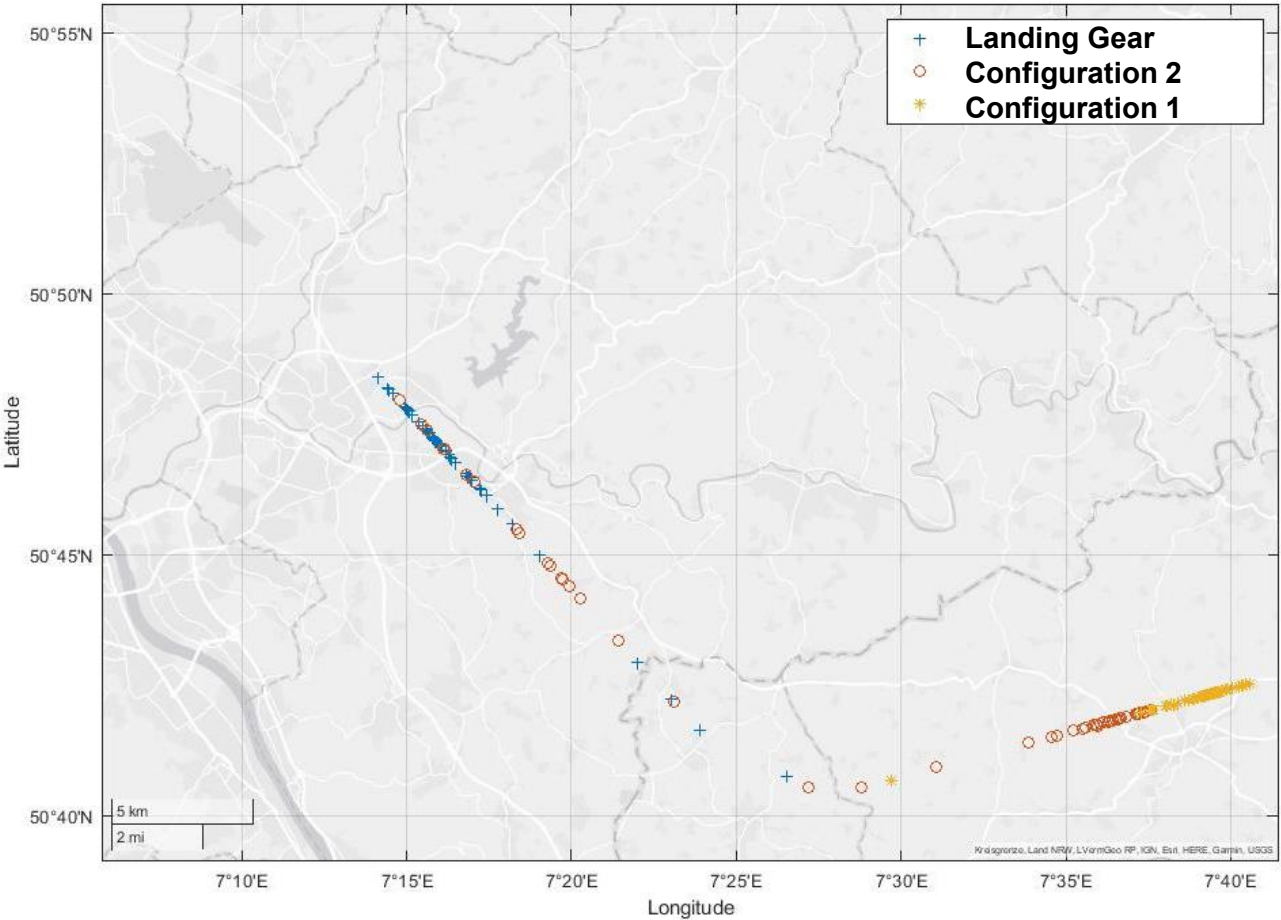 50°55'N
Landing Gear
Configuration 2
Configuration 1
50°50'N
Latitude
50°45'N
5 km
50°40'N
2 mi
Kreisgrenze, Land NRW, LVermGeo RP, IGN, Esri, HERE, Garmin, USGS
7°10'E 7°15'E 7°20'E 7°25'E 7°30'E 7°35'E 7°40'E
Longitude